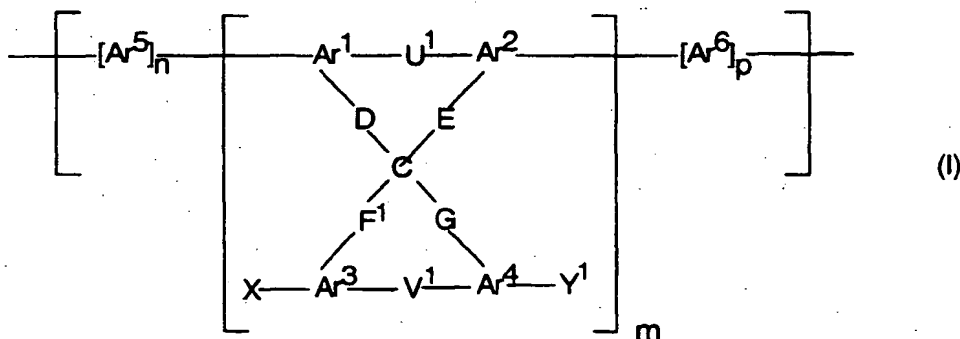 [Ar⁵]n Ar¹ U¹ Ar² [Ar⁶]p
D E
C (I)
F¹ G
X Ar³ V¹ Ar⁴ Y¹
m